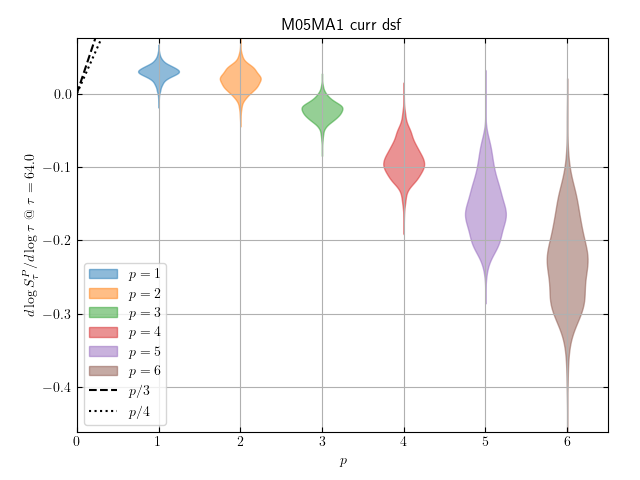 M05MA1 curr dsf
d log S_τ^P / d log τ @ τ = 64.0
0.0
−0.1
−0.2
−0.3
−0.4
p = 1
p = 2
p = 3
p = 4
p = 5
p = 6
p/3
p/4
0 1 2 3 4 5 6
p